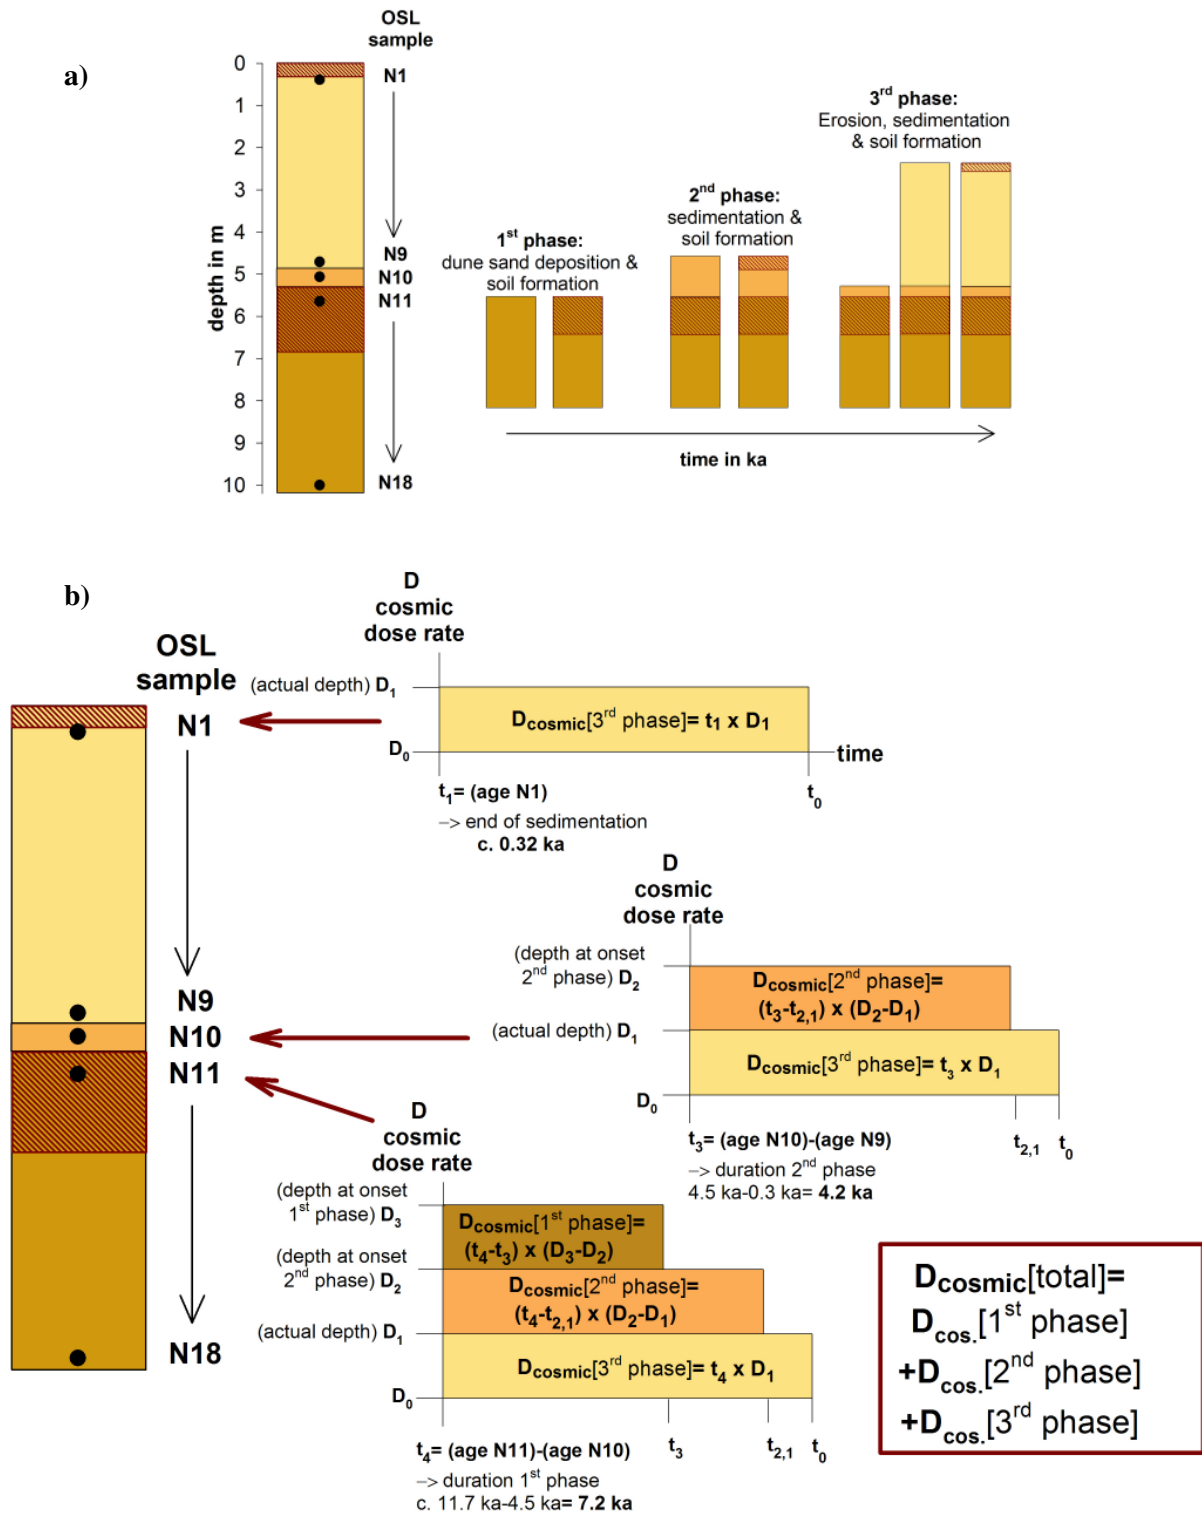 a)
OSL
sample
0
1
2
3
4
5
6
7
8
9
10
depth in m
N1
N9
N10
N11
N18
1st phase:
dune sand deposition &
soil formation
2nd phase:
sedimentation &
soil formation
3rd phase:
Erosion, sedimentation
& soil formation
time in ka
b)
OSL
sample
N1
N9
N10
N11
N18
D
cosmic
dose rate
(actual depth) D1
Dcosmic[3rd phase]= t1 x D1
D0
time
t1= (age N1)
t0
–> end of sedimentation
c. 0.32 ka
D
cosmic
dose rate
(depth at onset
2nd phase) D2
Dcosmic[2nd phase]=
(t3-t2,1) x (D2-D1)
(actual depth) D1
Dcosmic[3rd phase]= t3 x D1
D0
t3= (age N10)-(age N9)
t2,1
t0
–> duration 2nd phase
4.5 ka-0.3 ka= 4.2 ka
D
cosmic
dose rate
(depth at onset
1st phase) D3
Dcosmic[1st phase]=
(t4-t3) x (D3-D2)
(depth at onset
2nd phase) D2
Dcosmic[2nd phase]=
(t4-t2,1) x (D2-D1)
(actual depth) D1
Dcosmic[3rd phase]= t4 x D1
D0
t4= (age N11)-(age N10)
t3
t2,1
t0
–> duration 1st phase
c. 11.7 ka-4.5 ka= 7.2 ka
Dcosmic[total]=
Dcos.[1st phase]
+Dcos.[2nd phase]
+Dcos.[3rd phase]